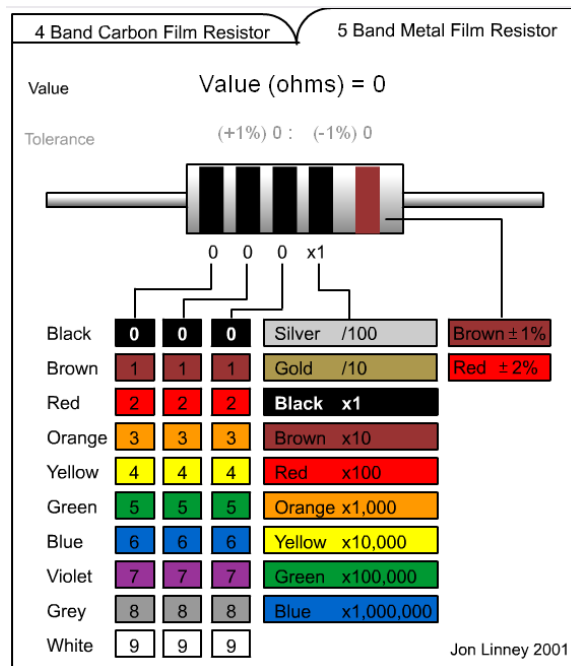 4 Band Carbon Film Resistor
5 Band Metal Film Resistor
Value
Value (ohms) = 0
Tolerance
(+1%) 0 : (-1%) 0
0 0 0 x1
Black 0 0 0 Silver /100 Brown ± 1%
Brown 1 1 1 Gold /10 Red ± 2%
Red 2 2 2 Black x1
Orange 3 3 3 Brown x10
Yellow 4 4 4 Red x100
Green 5 5 5 Orange x1,000
Blue 6 6 6 Yellow x10,000
Violet 7 7 7 Green x100,000
Grey 8 8 8 Blue x1,000,000
White 9 9 9
Jon Linney 2001